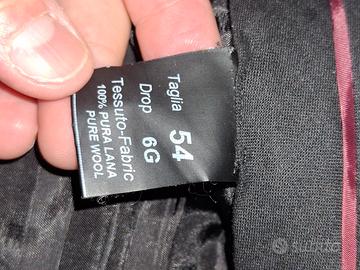 Taglia 54
Drop 6G
Tessuto-Fabric
100% PURA LANA
PURE WOOL
SUBITO